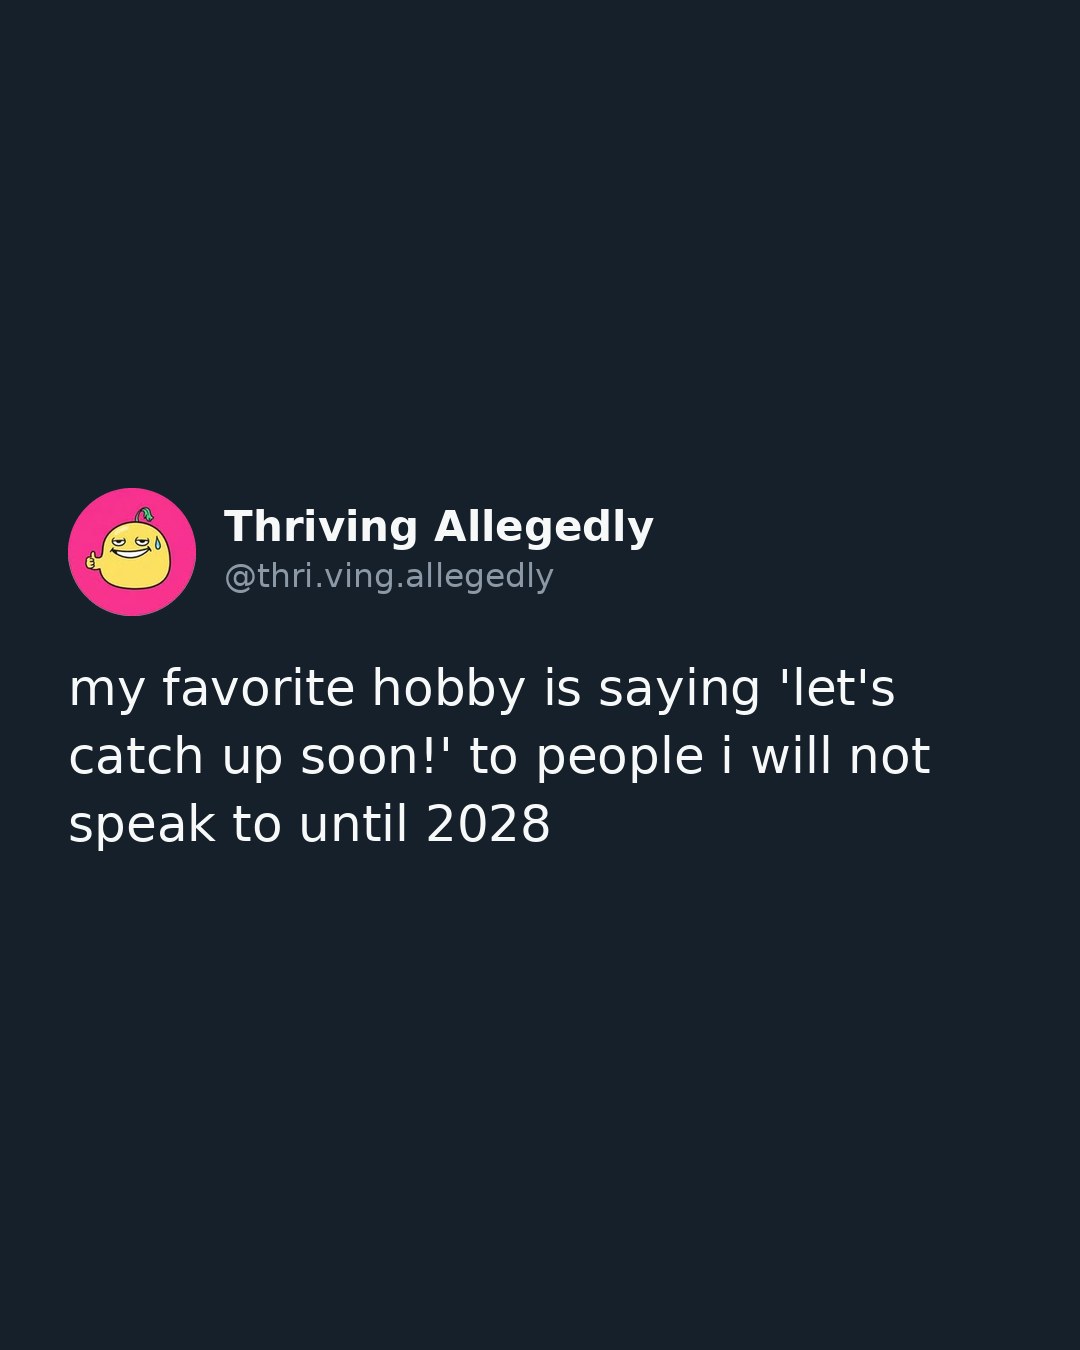 Thriving Allegedly
@thri.ving.allegedly
my favorite hobby is saying 'let's
catch up soon!' to people i will not
speak to until 2028